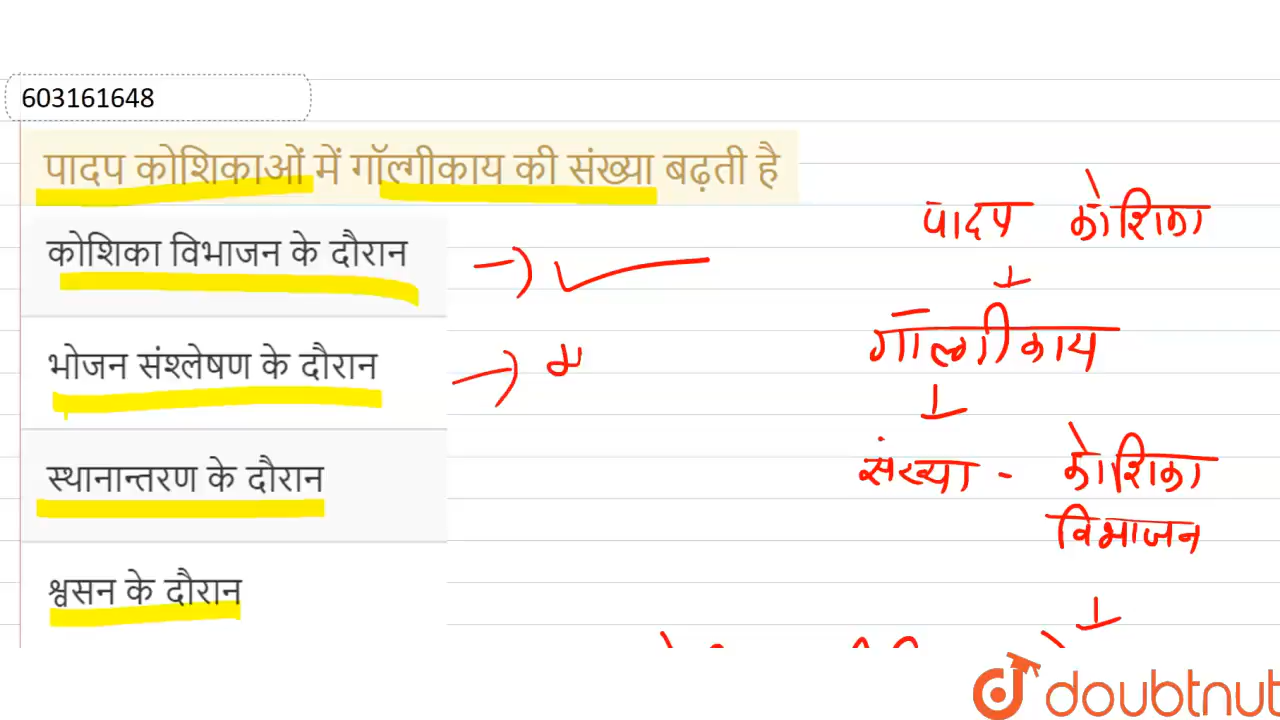 603161648
पादप कोशिकाओं में गॉल्गीकाय की संख्या बढ़ती है
कोशिका विभाजन के दौरान
भोजन संश्लेषण के दौरान
स्थानान्तरण के दौरान
श्वसन के दौरान
पादप कोशिका
गॉल्गीकाय
संख्या - कोशिका
विभाजन
doubtnut